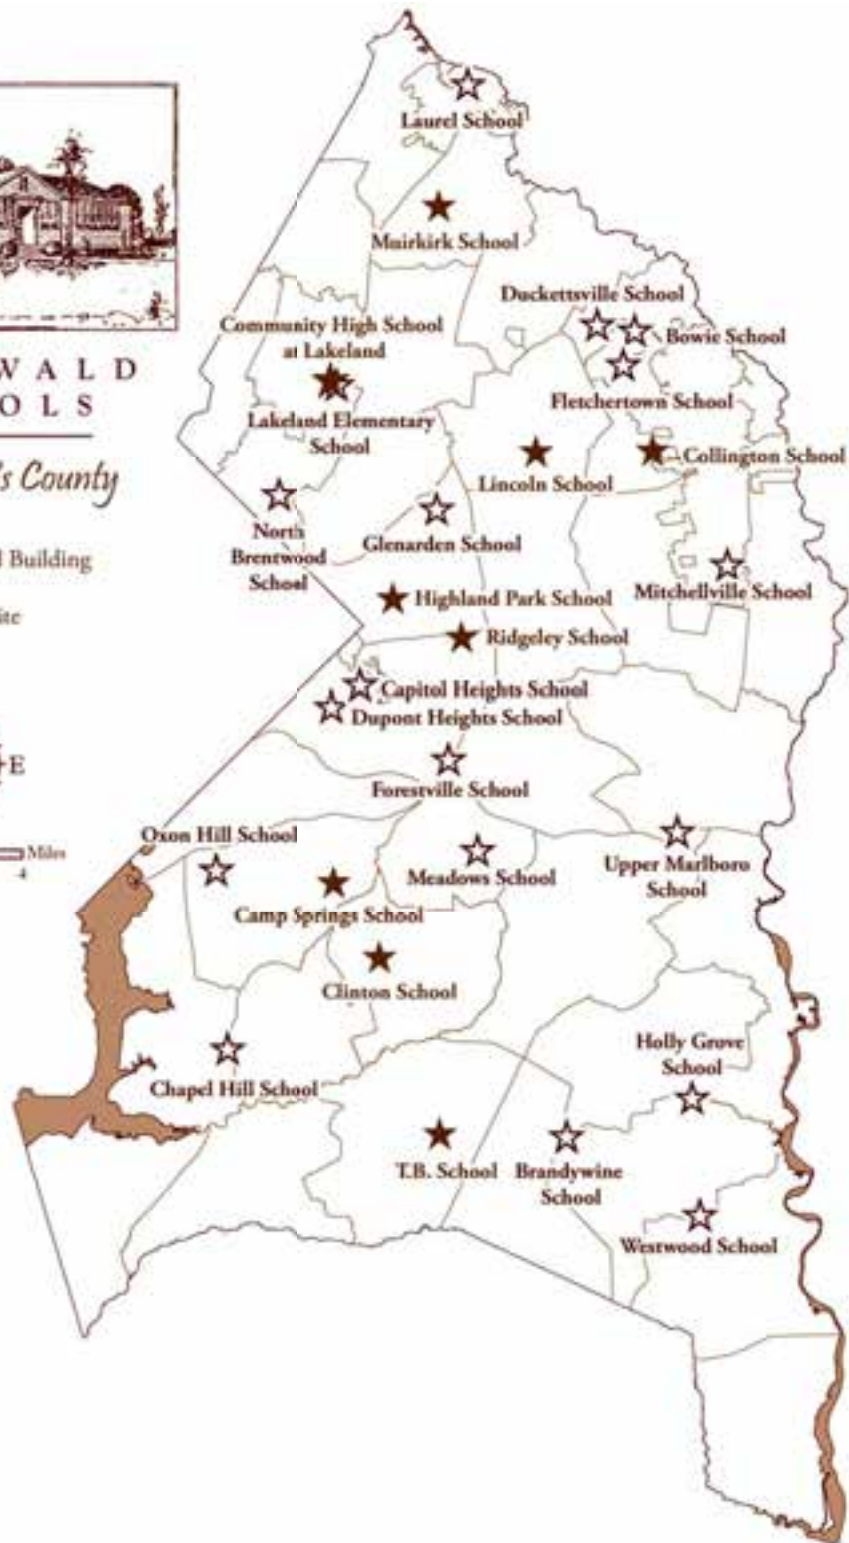 Laurel School
Muirkirk School
Duckettsville School
Bowie School
Community High School
at Lakeland
Fletchertown School
Lakeland Elementary
School
Collington School
Lincoln School
North
Brentwood
School
Glenarden School
Mitchellville School
Highland Park School
Ridgeley School
Capitol Heights School
Dupont Heights School
Forestville School
Oxon Hill School
Meadows School
Upper Marlboro
School
Camp Springs School
Clinton School
Holly Grove
School
Chapel Hill School
T.B. School
Brandywine
School
Westwood School
W A L D
O L S
's County
Building
E
Miles
4